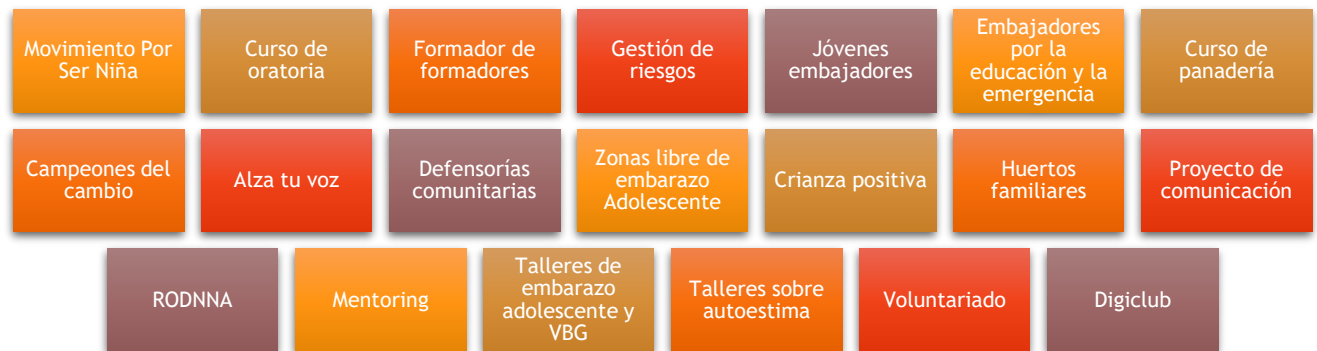 Movimiento Por
Ser Niña
Curso de
oratoria
Formador de
formadores
Gestión de
riesgos
Jóvenes
embajadores
Embajadores
por la
educación y la
emergencia
Curso de
panadería
Campeones del
cambio
Alza tu voz
Defensorías
comunitarias
Zonas libre de
embarazo
Adolescente
Crianza positiva
Huertos
familiares
Proyecto de
comunicación
RODNNA
Mentoring
Talleres de
embarazo
adolescente y
VBG
Talleres sobre
autoestima
Voluntariado
Digiclub